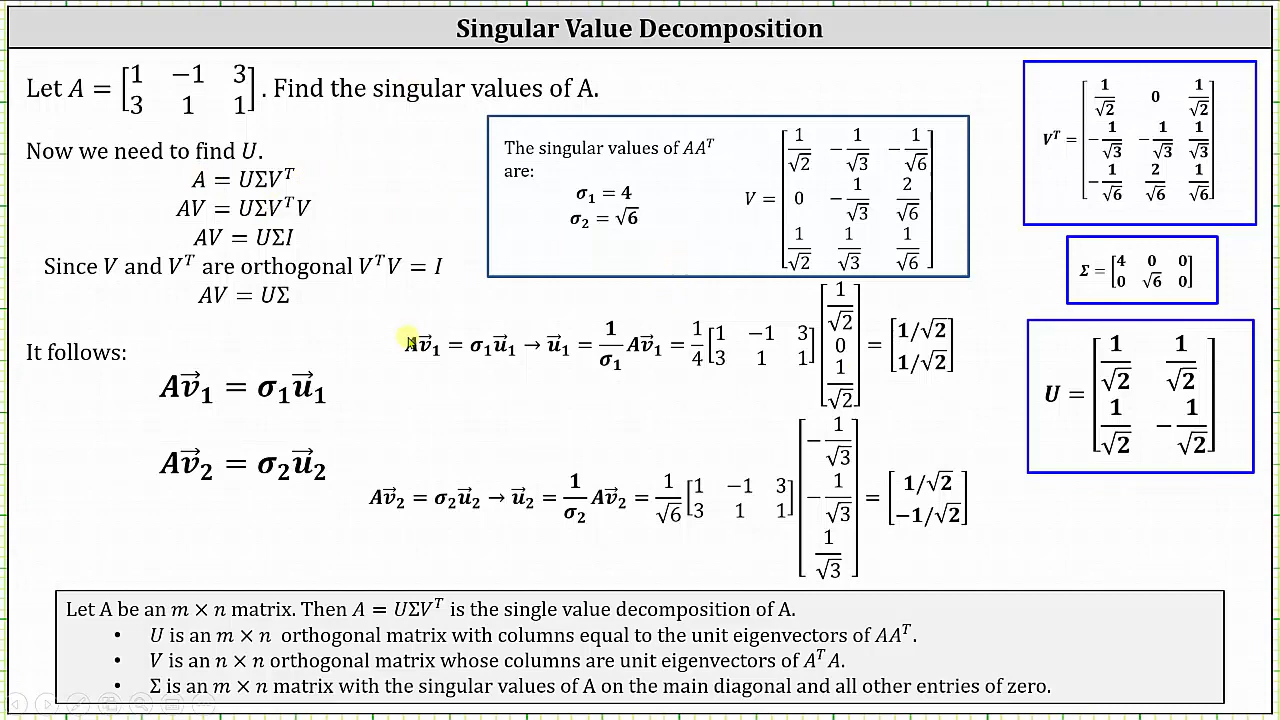 Singular Value Decomposition
Let A = [1 −1 3; 3 1 1]. Find the singular values of A.
Now we need to find U.
A = UΣV^T
AV = UΣV^T V
AV = UΣI
Since V and V^T are orthogonal V^T V = I
AV = UΣ
It follows:
Av⃗₁ = σ₁u⃗₁
Av⃗₂ = σ₂u⃗₂
The singular values of AA^T
are:
σ₁ = 4
σ₂ = √6
V = [1/√2 −1/√3 −1/√6; 0 −1/√3 2/√6; 1/√2 1/√3 1/√6]
Av⃗₁ = σ₁u⃗₁ → u⃗₁ = 1/σ₁ Av⃗₁ = 1/4 [1 −1 3; 3 1 1] [1/√2; 0; 1/√2] = [1/√2; 1/√2]
Av⃗₂ = σ₂u⃗₂ → u⃗₂ = 1/σ₂ Av⃗₂ = 1/√6 [1 −1 3; 3 1 1] [−1/√3; −1/√3; 1/√3] = [1/√2; −1/√2]
V^T = [1/√2 0 1/√2; −1/√3 −1/√3 1/√3; −1/√6 2/√6 1/√6]
Σ = [4 0 0; 0 √6 0]
U = [1/√2 1/√2; 1/√2 −1/√2]
Let A be an m × n matrix. Then A = UΣV^T is the single value decomposition of A.
• U is an m × n orthogonal matrix with columns equal to the unit eigenvectors of AA^T.
• V is an n × n orthogonal matrix whose columns are unit eigenvectors of A^T A.
• Σ is an m × n matrix with the singular values of A on the main diagonal and all other entries of zero.